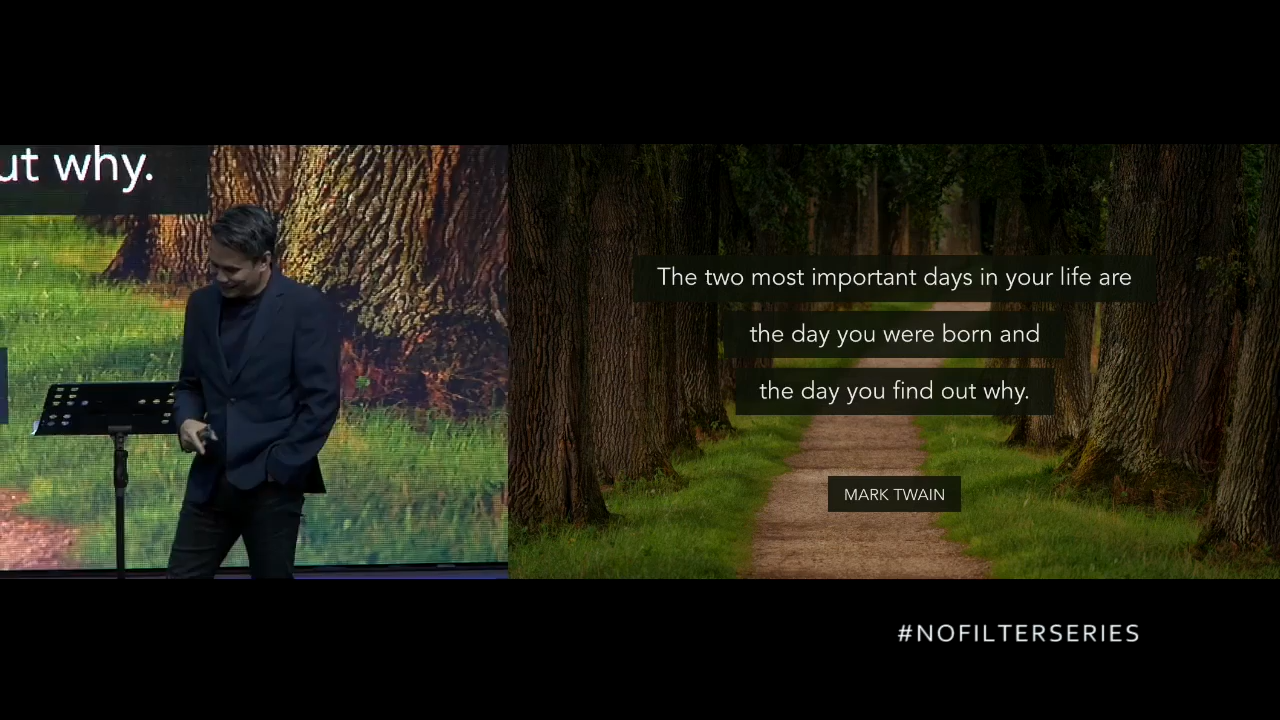 ut why.
The two most important days in your life are
the day you were born and
the day you find out why.
MARK TWAIN
#NOFILTERSERIES